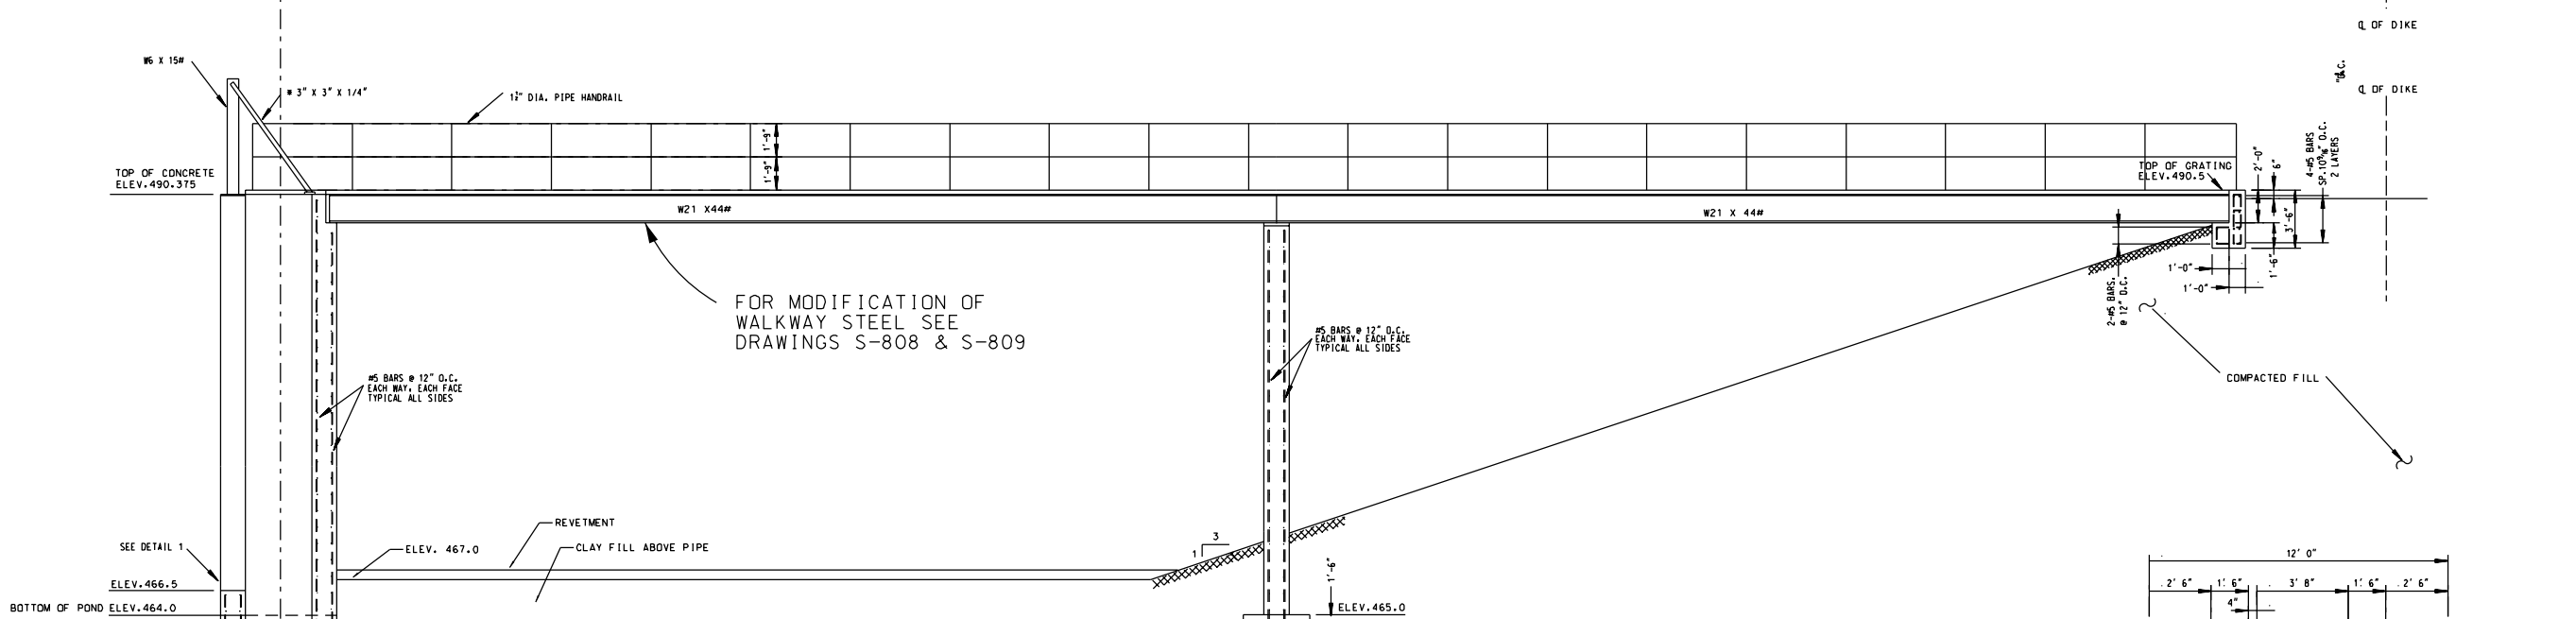 ℄ OF DIKE
W6 X 15#
3" X 3" X 1/4"
1½" DIA. PIPE HANDRAIL
O.C.
℄ OF DIKE
1'-9"
1'-9"
TOP OF CONCRETE
ELEV.490.375
TOP OF GRATING
ELEV.490.5
2'-0"
6"
4-#5 BARS
O.C.
2 LAYERS
W21 X44#
W21 X 44#
3'-6"
1'-6"
1'-0"
1'-0"
2-#5 BARS.
@ 12" O.C.
FOR MODIFICATION OF
WALKWAY STEEL SEE
DRAWINGS S-808 & S-809
#5 BARS @ 12" O.C.
EACH WAY. EACH FACE
TYPICAL ALL SIDES
#5 BARS @ 12" O.C.
EACH WAY. EACH FACE
TYPICAL ALL SIDES
COMPACTED FILL
REVETMENT
CLAY FILL ABOVE PIPE
ELEV. 467.0
3
1
SEE DETAIL 1
ELEV.466.5
BOTTOM OF POND ELEV.464.0
1'-6"
ELEV.465.0
12' 0"
2' 6" 1' 6" 3' 8" 1' 6" 2' 6"
4"